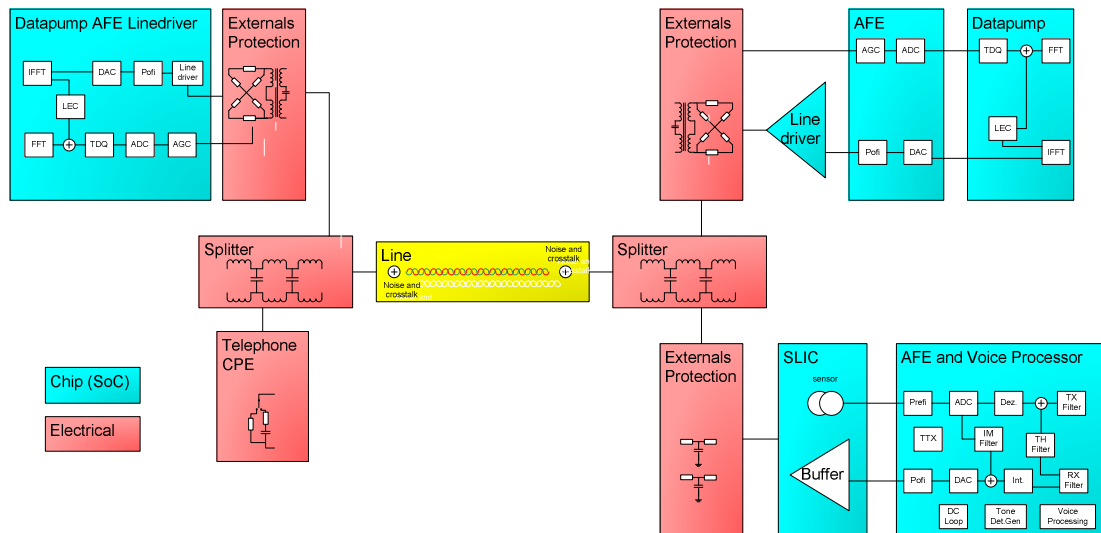 Datapump AFE Linedriver
IFFT
DAC
Pofi
Line
driver
LEC
FFT
TDQ
ADC
AGC
Externals
Protection
Externals
Protection
AGC
ADC
AFE
Line
driver
Pofi
DAC
Datapump
TDQ
FFT
LEC
IFFT
Splitter
Line
Noise and
crosstalk
Noise and
crosstalk
Splitter
Telephone
CPE
Chip (SoC)
Electrical
Externals
Protection
SLIC
sensor
Buffer
AFE and Voice Processor
Prefi
ADC
Dez.
TX
Filter
TTX
IM
Filter
TH
Filter
Pofi
DAC
Int.
RX
Filter
DC
Loop
Tone
Det.Gen
Voice
Processing